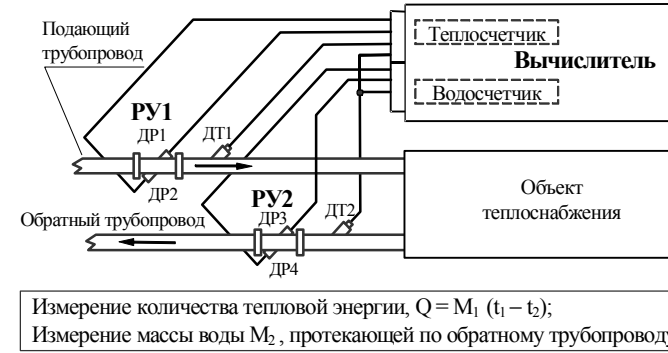 Подающий
трубопровод
Теплосчетчик
Вычислитель
Водосчетчик
РУ1
ДР1
ДТ1
ДР2
Объект
теплоснабжения
РУ2
Обратный трубопровод
ДР3
ДТ2
ДР4
Измерение количества тепловой энергии, Q = M₁ (t₁ – t₂);
Измерение массы воды M₂ , протекающей по обратному трубопроводу